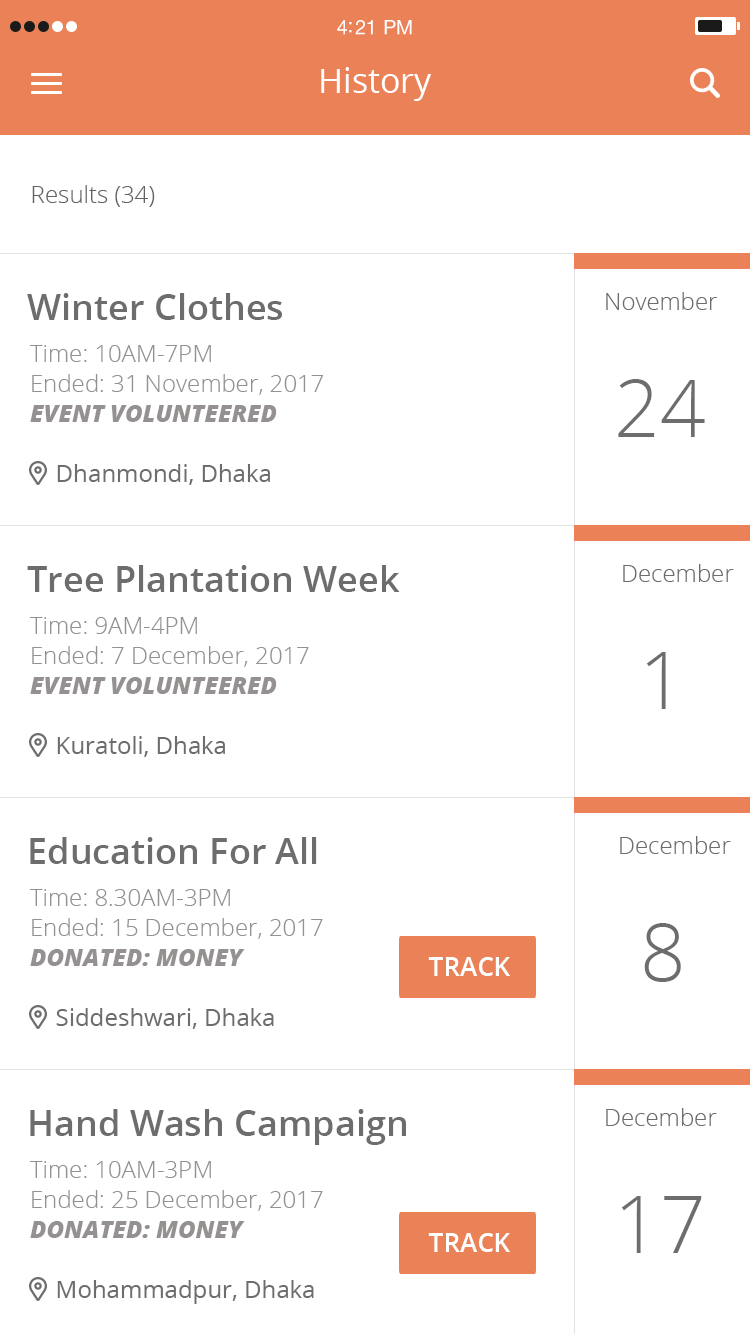 4:21 PM
History
Results (34)
Winter Clothes
Time: 10AM-7PM
Ended: 31 November, 2017
EVENT VOLUNTEERED
Dhanmondi, Dhaka
November
24
Tree Plantation Week
Time: 9AM-4PM
Ended: 7 December, 2017
EVENT VOLUNTEERED
Kuratoli, Dhaka
December
1
Education For All
Time: 8.30AM-3PM
Ended: 15 December, 2017
DONATED: MONEY
TRACK
Siddeshwari, Dhaka
December
8
Hand Wash Campaign
Time: 10AM-3PM
Ended: 25 December, 2017
DONATED: MONEY
TRACK
Mohammadpur, Dhaka
December
17